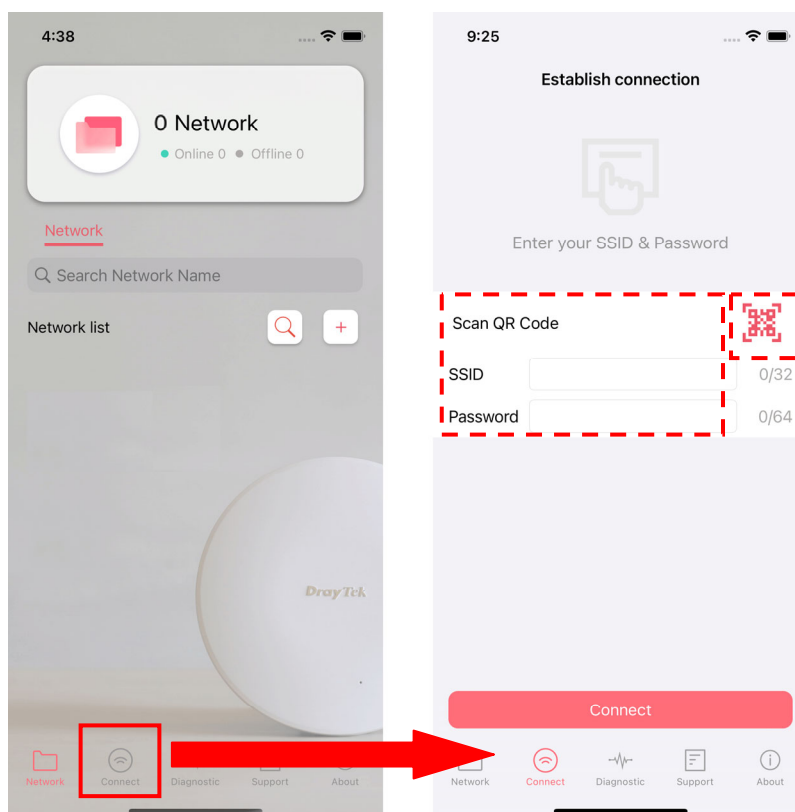 4:38
0 Network
Online 0 Offline 0
Network
Search Network Name
Network list
DrayTek
Network Connect Diagnostic Support About
9:25
Establish connection
Enter your SSID & Password
Scan QR Code
SSID 0/32
Password 0/64
Connect
Network Connect Diagnostic Support About